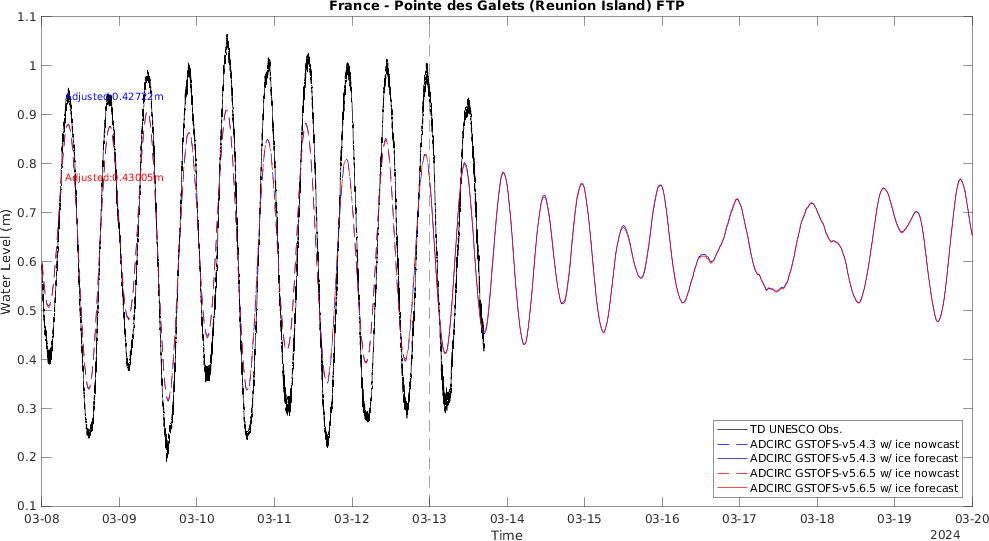 France - Pointe des Galets (Reunion Island) FTP
1.1
1
0.9
0.8
0.7
0.6
0.5
0.4
0.3
0.2
0.1
Water Level (m)
Adjusted:0.42722m
Adjusted:0.43005m
TD UNESCO Obs.
ADCIRC GSTOFS-v5.4.3 w/ ice nowcast
ADCIRC GSTOFS-v5.4.3 w/ ice forecast
ADCIRC GSTOFS-v5.6.5 w/ ice nowcast
ADCIRC GSTOFS-v5.6.5 w/ ice forecast
03-08 03-09 03-10 03-11 03-12 03-13 03-14 03-15 03-16 03-17 03-18 03-19 03-20
Time
2024